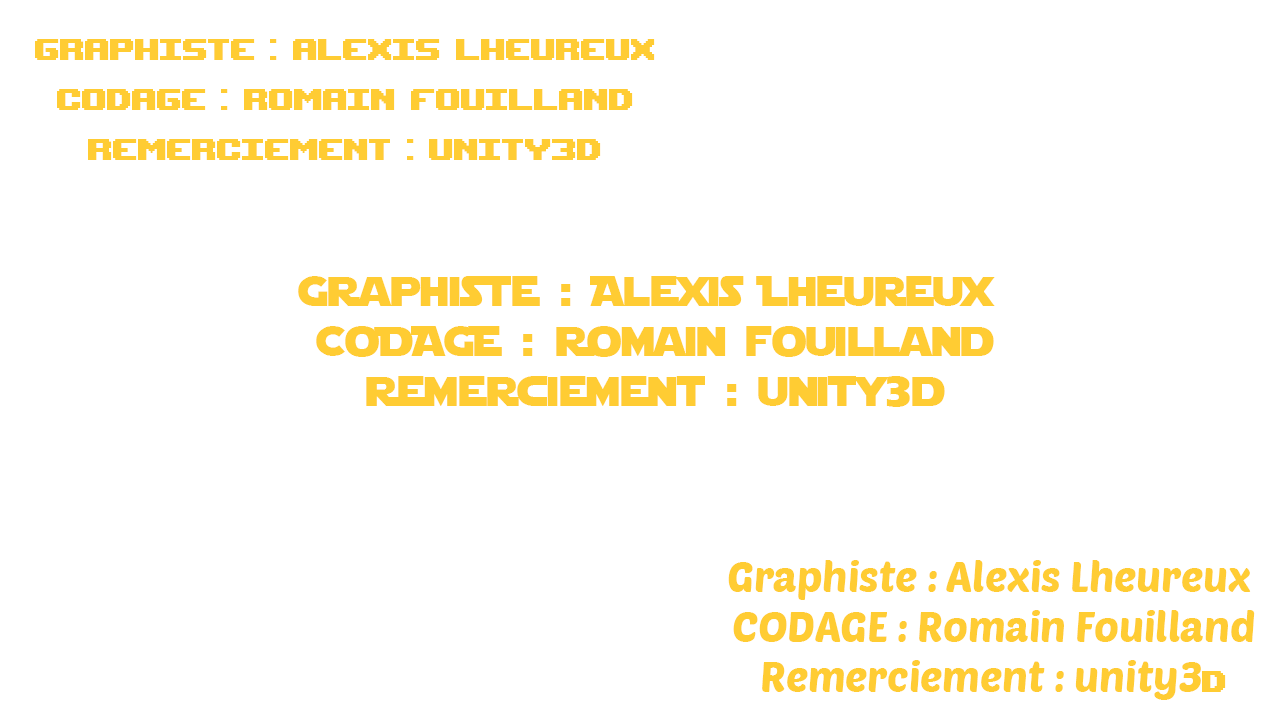 GRAPHISTE : ALEXIS LHEUREUX
CODAGE : ROMAIN FOUILLAND
REMERCIEMENT : UNITY3D
GRAPHISTE : ALEXIS LHEUREUX
CODAGE : ROMAIN FOUILLAND
REMERCIEMENT : UNITY3D
Graphiste : Alexis Lheureux
CODAGE : Romain Fouilland
Remerciement : unity3D